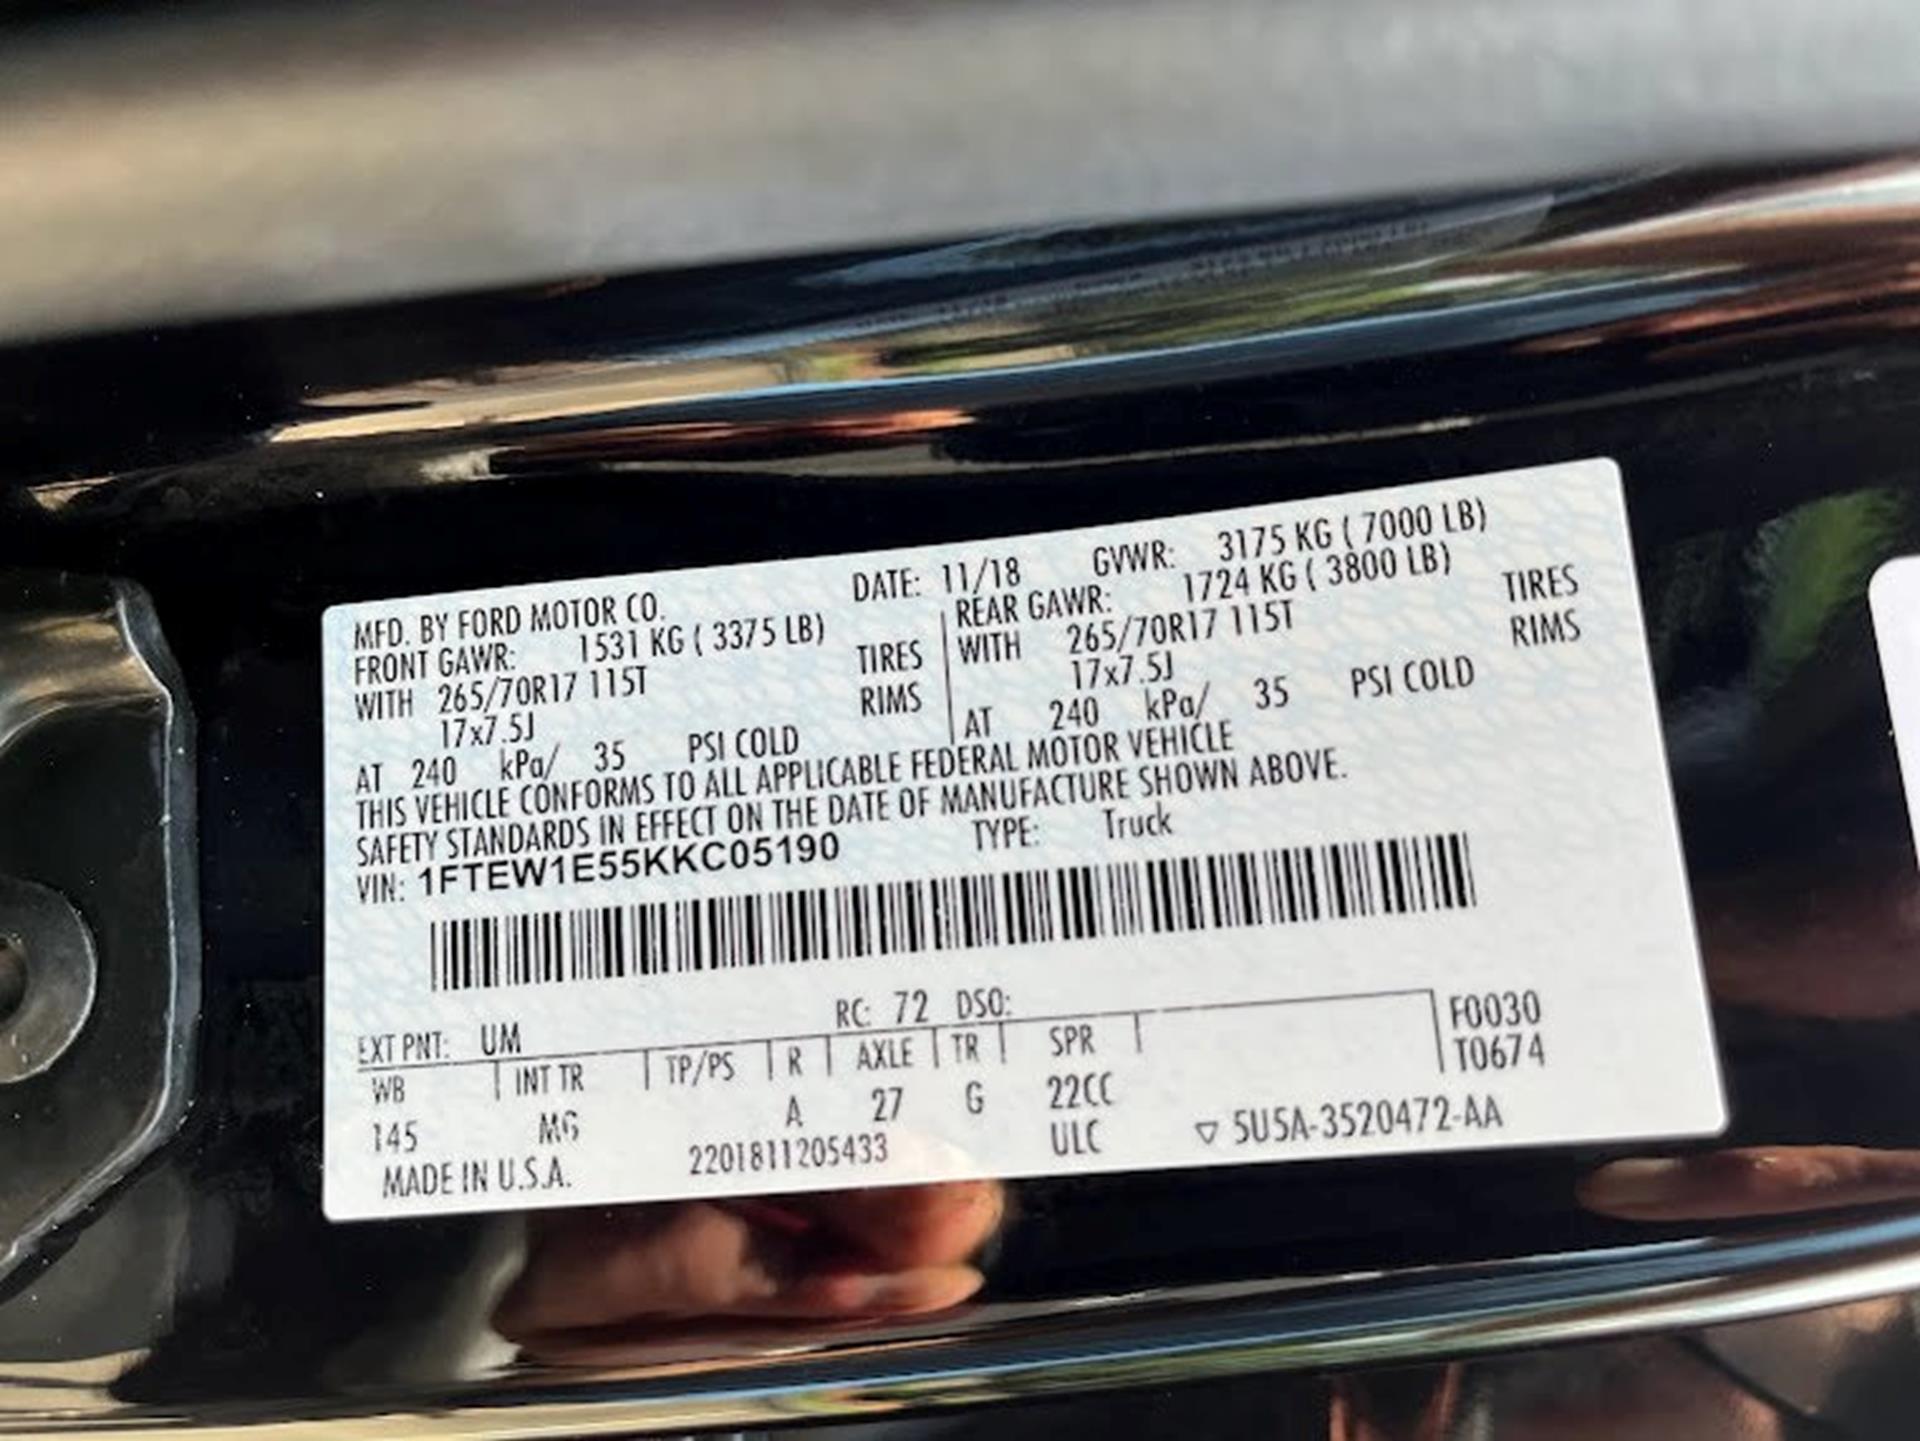 MFD. BY FORD MOTOR CO. DATE: 11/18 GVWR: 3175 KG ( 7000 LB)
FRONT GAWR: 1531 KG ( 3375 LB) REAR GAWR: 1724 KG ( 3800 LB)
WITH 265/70R17 115T TIRES WITH 265/70R17 115T TIRES
17x7.5J RIMS 17x7.5J RIMS
AT 240 kPa/ 35 PSI COLD AT 240 kPa/ 35 PSI COLD
THIS VEHICLE CONFORMS TO ALL APPLICABLE FEDERAL MOTOR VEHICLE
SAFETY STANDARDS IN EFFECT ON THE DATE OF MANUFACTURE SHOWN ABOVE.
VIN: 1FTEW1E55KKC05190 TYPE: Truck
EXT PNT: UM RC: 72 DSO: F0030
WB INT TR TP/PS R AXLE TR SPR T0674
145 MG A 27 G 22CC
MADE IN U.S.A. 2201811205433 ULC ▽ 5U5A-3520472-AA